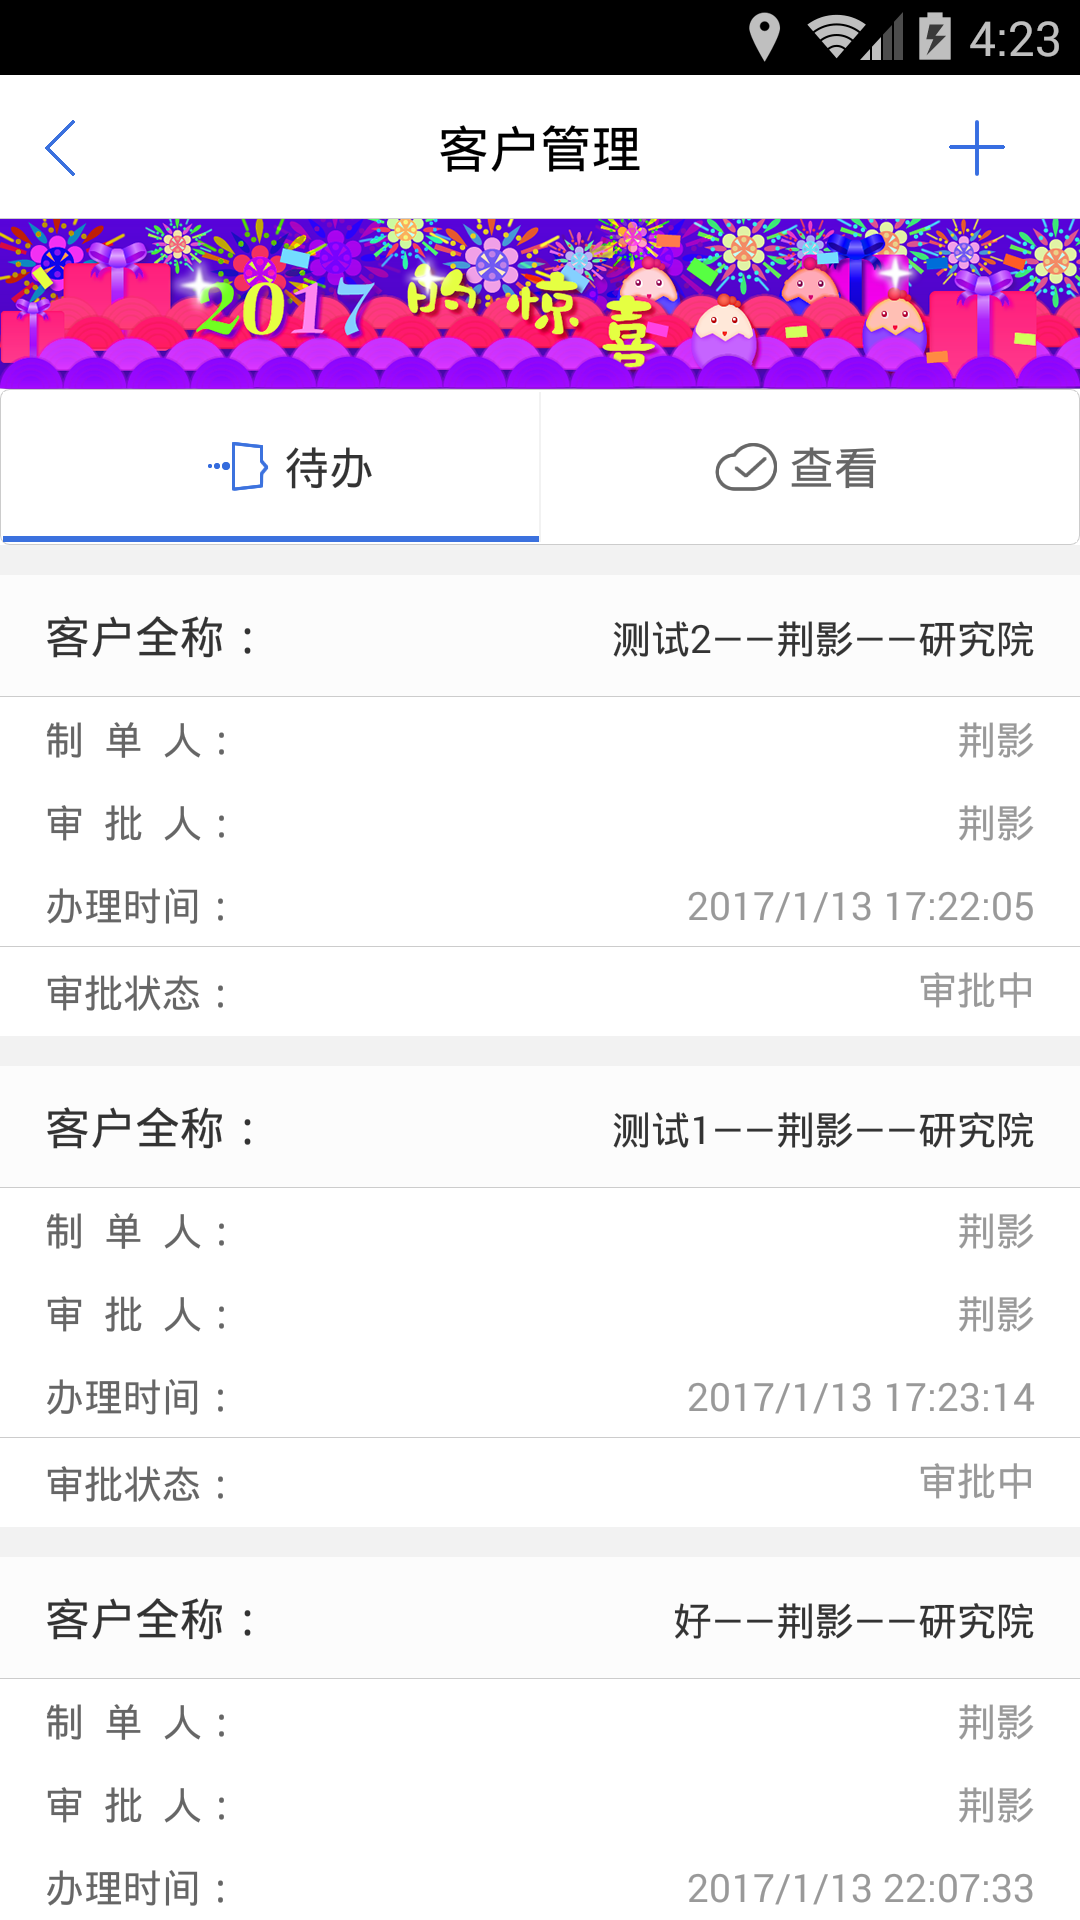 4:23
客户管理
2017的惊喜
待办
查看
客户全称： 测试2——荆影——研究院
制 单 人： 荆影
审 批 人： 荆影
办理时间： 2017/1/13 17:22:05
审批状态： 审批中
客户全称： 测试1——荆影——研究院
制 单 人： 荆影
审 批 人： 荆影
办理时间： 2017/1/13 17:23:14
审批状态： 审批中
客户全称： 好——荆影——研究院
制 单 人： 荆影
审 批 人： 荆影
办理时间： 2017/1/13 22:07:33